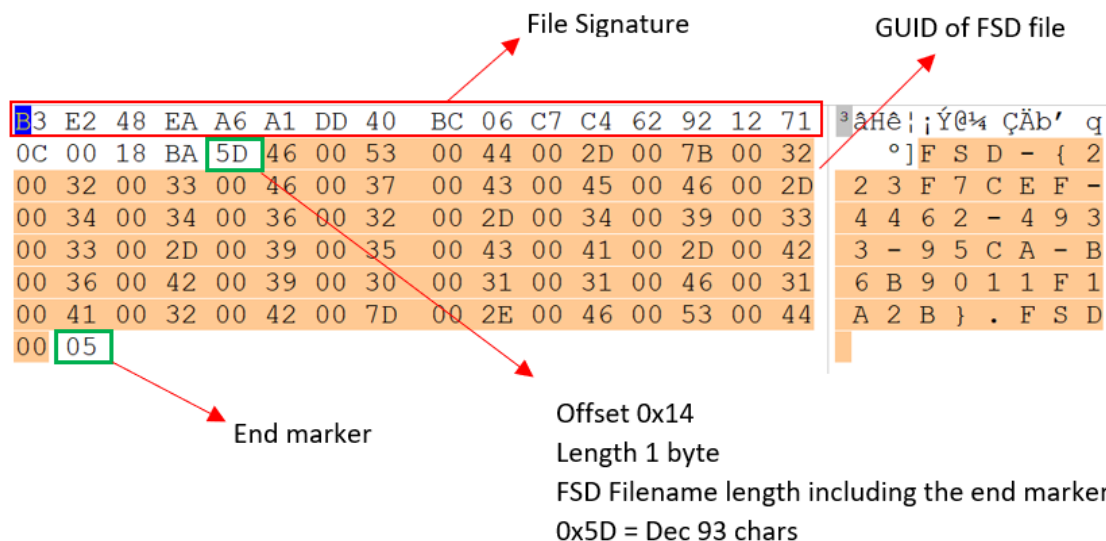 File Signature
GUID of FSD file
B3 E2 48 EA A6 A1 DD 40 BC 06 C7 C4 62 92 12 71 ³âHê¦¡Ý@¼ ÇÄb’ q
0C 00 18 BA 5D 46 00 53 00 44 00 2D 00 7B 00 32 º]F S D - { 2
00 32 00 33 00 46 00 37 00 43 00 45 00 46 00 2D 2 3 F 7 C E F -
00 34 00 34 00 36 00 32 00 2D 00 34 00 39 00 33 4 4 6 2 - 4 9 3
00 33 00 2D 00 39 00 35 00 43 00 41 00 2D 00 42 3 - 9 5 C A - B
00 36 00 42 00 39 00 30 00 31 00 31 00 46 00 31 6 B 9 0 1 1 F 1
00 41 00 32 00 42 00 7D 00 2E 00 46 00 53 00 44 A 2 B } . F S D
00 05
End marker
Offset 0x14
Length 1 byte
FSD Filename length including the end marker
0x5D = Dec 93 chars